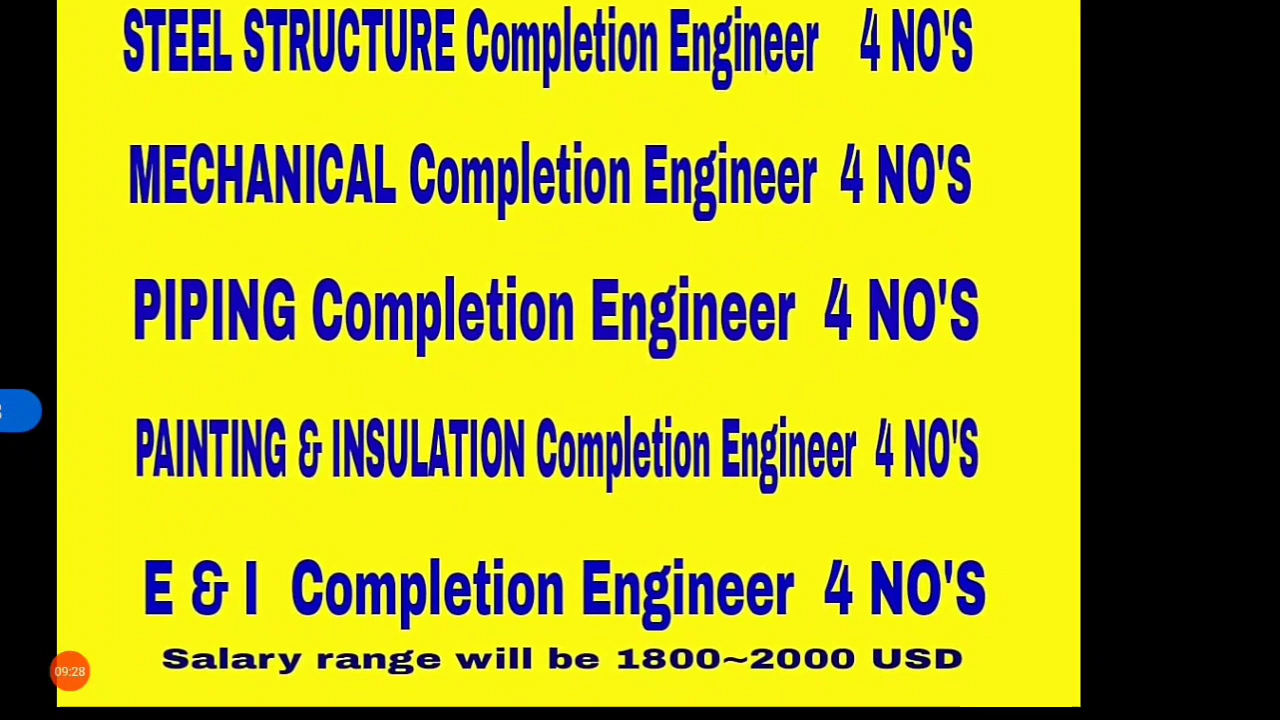 STEEL STRUCTURE Completion Engineer 4 NO'S
MECHANICAL Completion Engineer 4 NO'S
PIPING Completion Engineer 4 NO'S
PAINTING & INSULATION Completion Engineer 4 NO'S
E & I Completion Engineer 4 NO'S
Salary range will be 1800~2000 USD
09:28